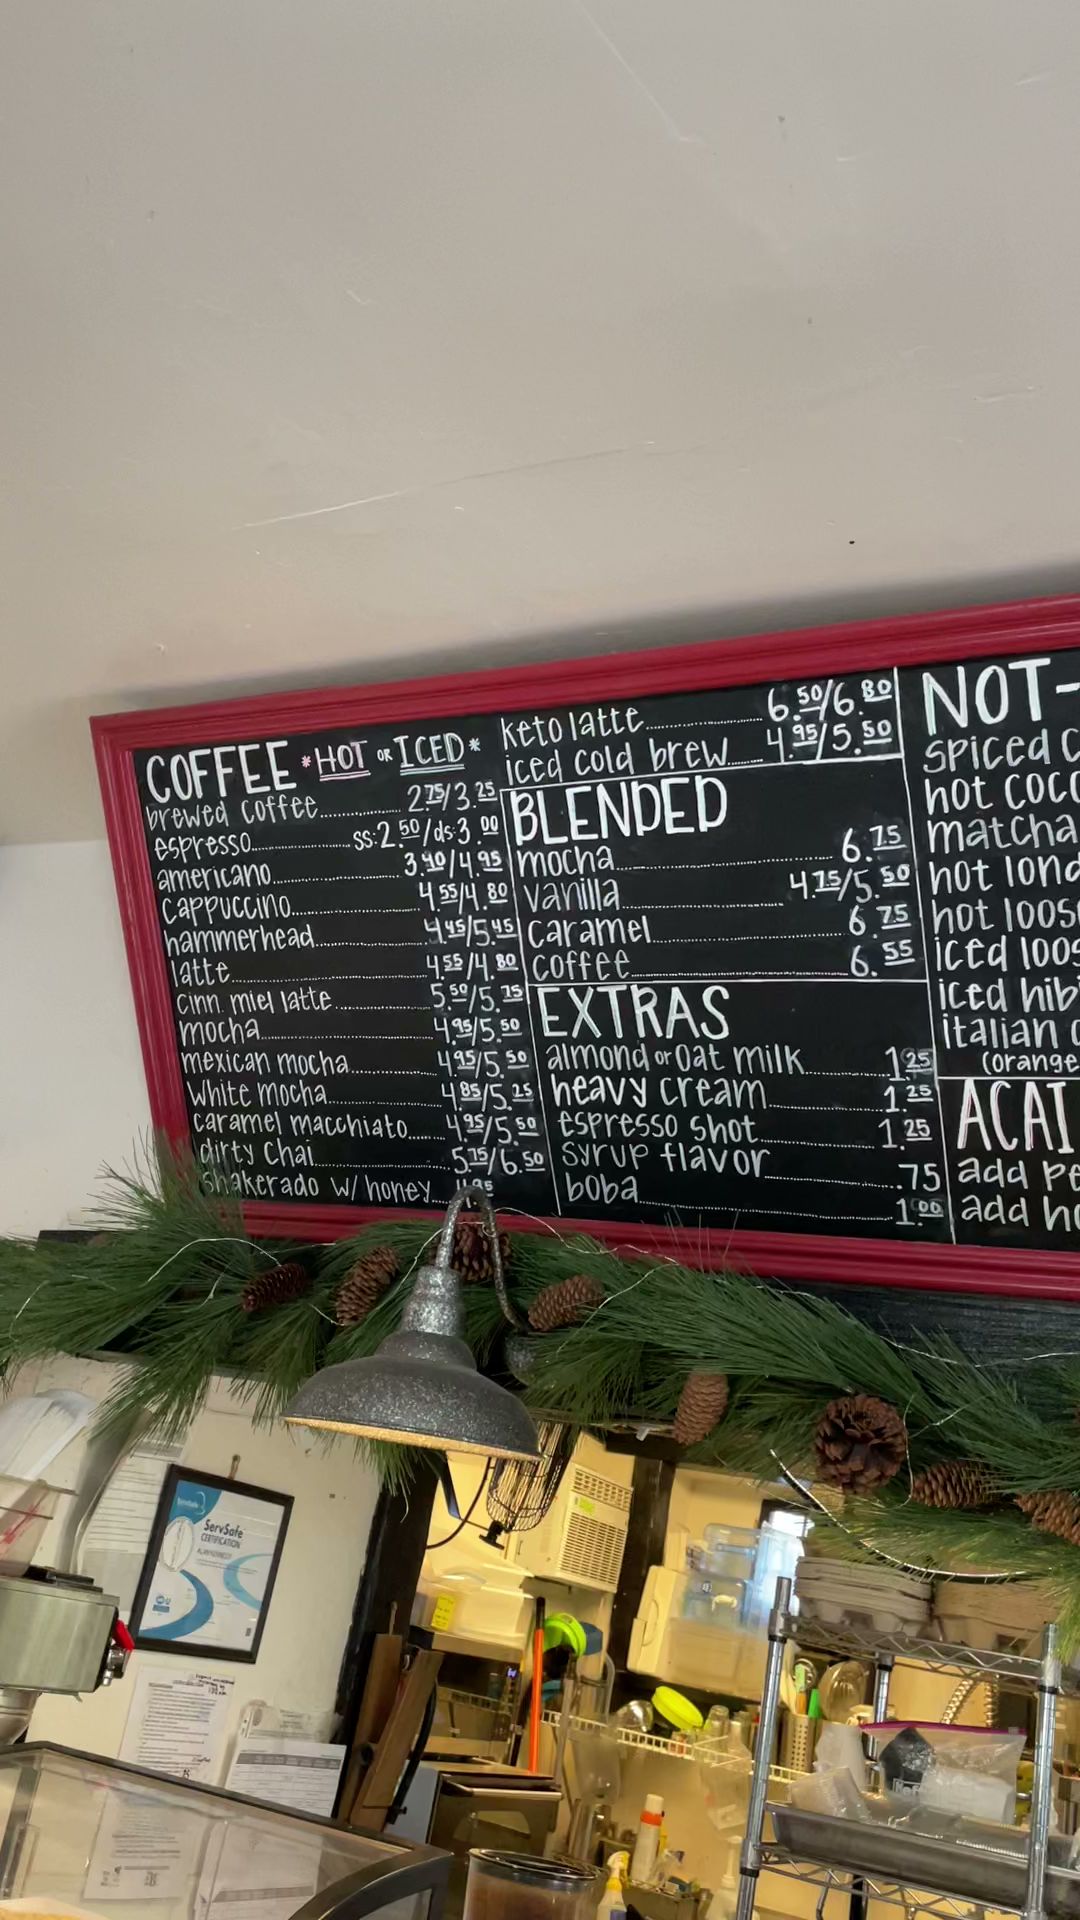 COFFEE *HOT OR ICED*
brewed coffee 2.75/3.25
espresso ss:2.50/ds:3.00
americano 3.40/4.95
cappuccino 4.55/4.80
hammerhead 4.45/5.45
latte 4.55/4.80
cinn. miel latte 5.50/5.75
mocha 4.95/5.50
mexican mocha 4.95/5.50
white mocha 4.85/5.25
caramel macchiato 4.95/5.50
dirty chai 5.75/6.50
shakerado w/ honey 4.95
keto latte 6.50/6.80
iced cold brew 4.95/5.50
BLENDED
mocha 6.75
vanilla 4.75/5.50
caramel 6.75
coffee 6.55
EXTRAS
almond or oat milk 1.25
heavy cream 1.25
espresso shot 1.25
syrup flavor .75
boba 1.00
NOT-
spiced c
hot coco
matcha
hot lond
hot loos
iced loos
iced hib
italian
(orange
ACAI
add pe
add ho
ServSafe
ServSafe
CERTIFICATION